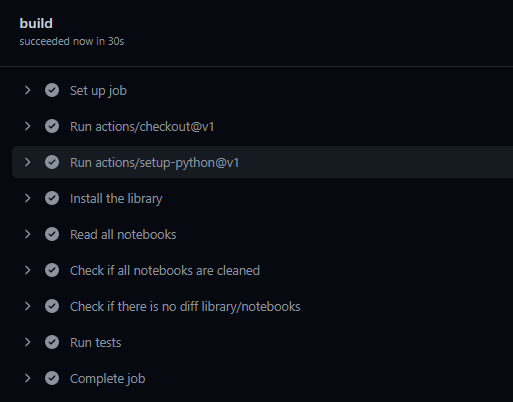 build
succeeded now in 30s
Set up job
Run actions/checkout@v1
Run actions/setup-python@v1
Install the library
Read all notebooks
Check if all notebooks are cleaned
Check if there is no diff library/notebooks
Run tests
Complete job